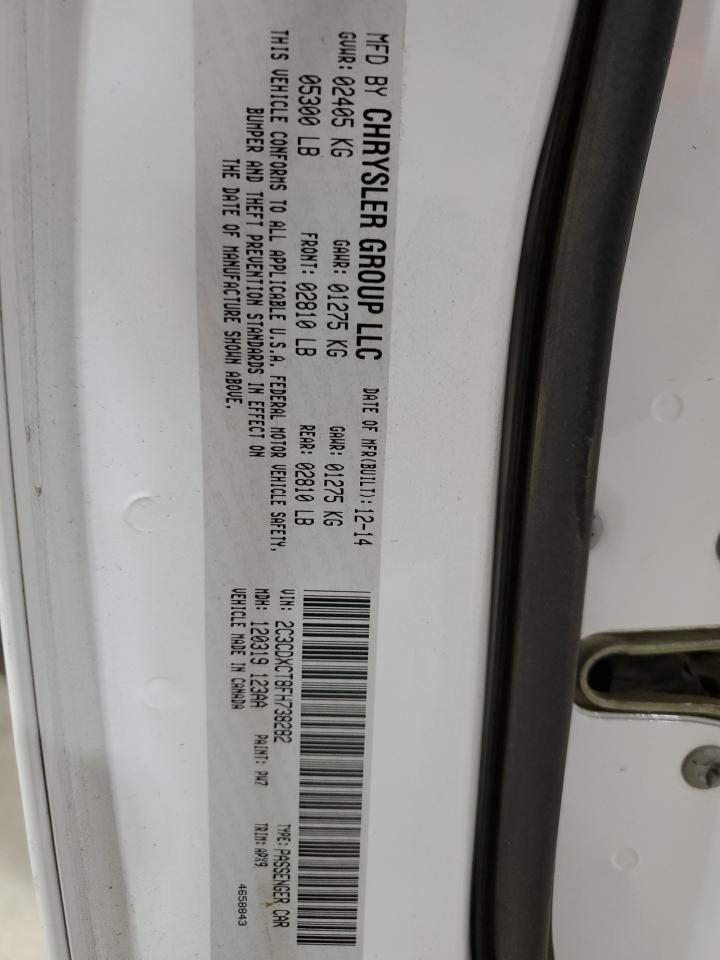 MFD BY CHRYSLER GROUP LLC DATE OF MFR(BUILT): 12-14
GVWR: 02405 KG GAWR: 01275 KG GAWR: 01275 KG
05300 LB FRONT: 02810 LB REAR: 02810 LB
THIS VEHICLE CONFORMS TO ALL APPLICABLE U.S.A. FEDERAL MOTOR VEHICLE SAFETY,
BUMPER AND THEFT PREVENTION STANDARDS IN EFFECT ON
THE DATE OF MANUFACTURE SHOWN ABOVE.
VIN: 2C3CDXCT8FH738282 TYPE: PASSENGER CAR
MDH: 120319 123AA PAINT: PW7 TRIM: APX9
VEHICLE MADE IN CANADA 4658843